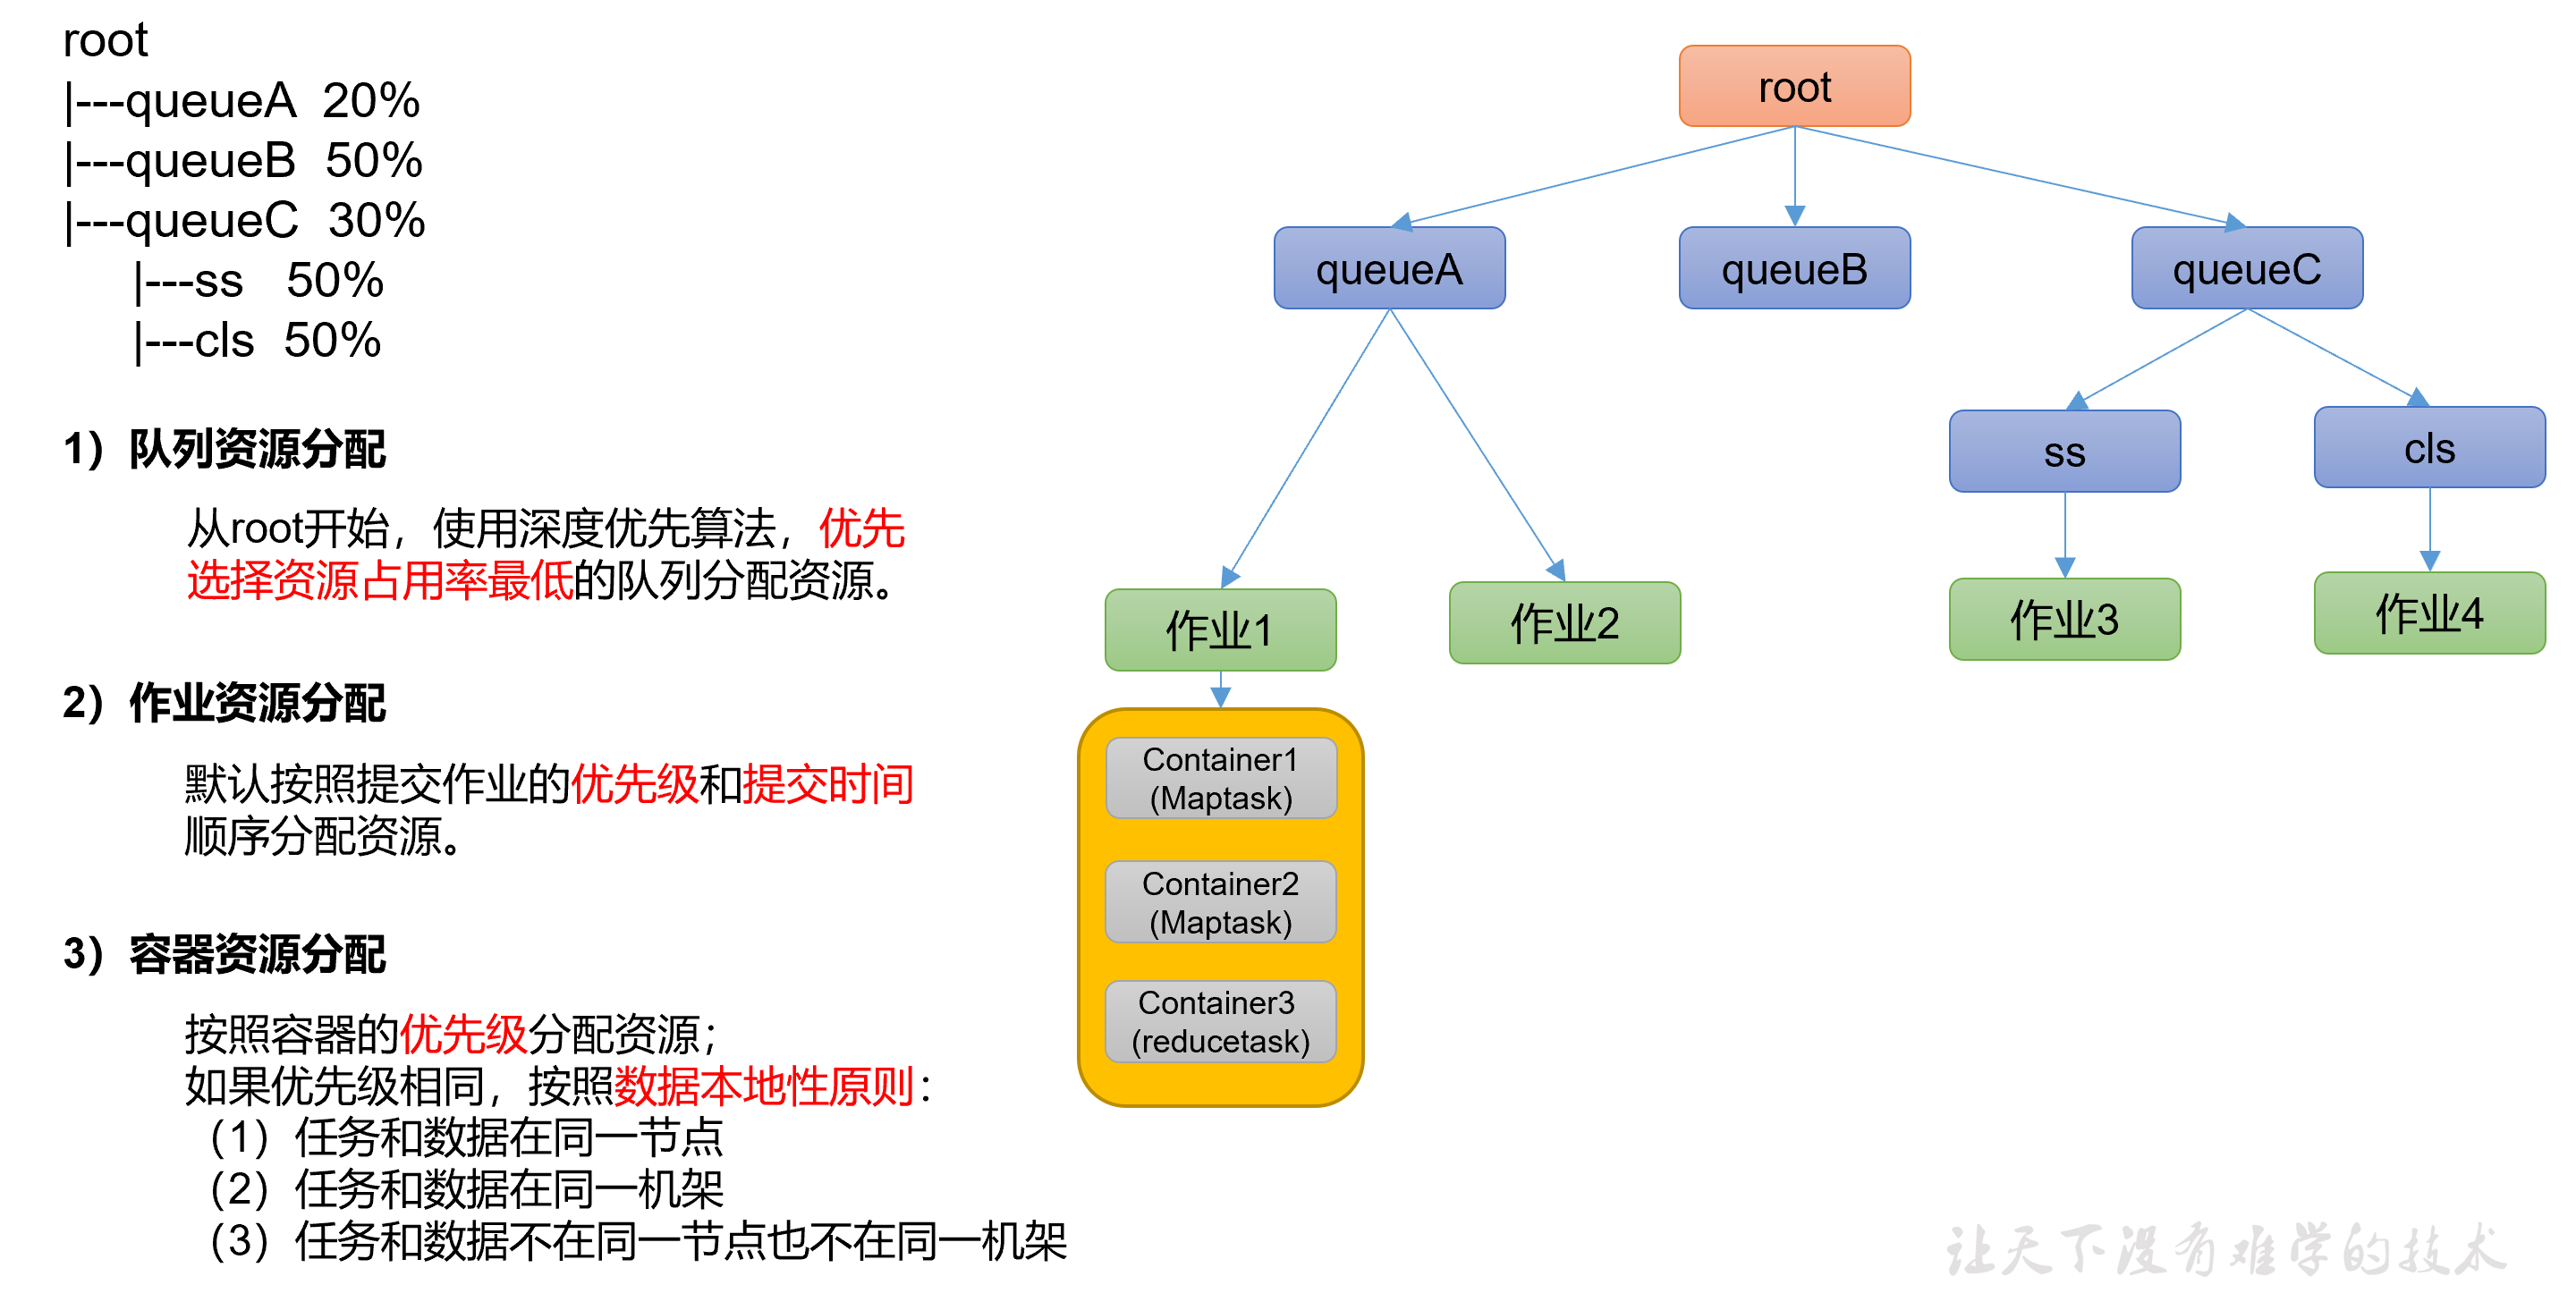 root
|---queueA  20%
|---queueB  50%
|---queueC  30%
|---ss   50%
|---cls  50%
1）队列资源分配
从root开始，使用深度优先算法，优先
选择资源占用率最低的队列分配资源。
2）作业资源分配
默认按照提交作业的优先级和提交时间
顺序分配资源。
3）容器资源分配
按照容器的优先级分配资源；
如果优先级相同，按照数据本地性原则：
（1）任务和数据在同一节点
（2）任务和数据在同一机架
（3）任务和数据不在同一节点也不在同一机架
root
queueA
queueB
queueC
ss
cls
作业1
作业2
作业3
作业4
Container1
(Maptask)
Container2
(Maptask)
Container3
(reducetask)
让天下没有难学的技术